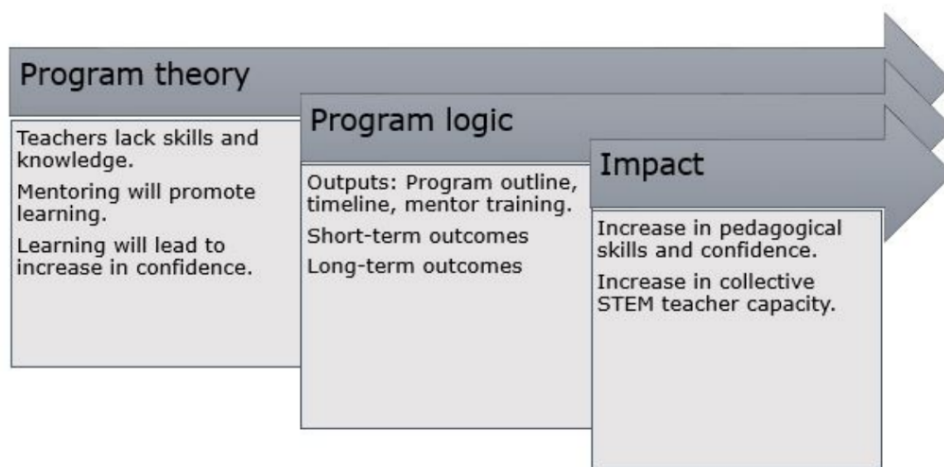 Program theory
Teachers lack skills and
knowledge.
Mentoring will promote
learning.
Learning will lead to
increase in confidence.
Program logic
Outputs: Program outline,
timeline, mentor training.
Short-term outcomes
Long-term outcomes
Impact
Increase in pedagogical
skills and confidence.
Increase in collective
STEM teacher capacity.